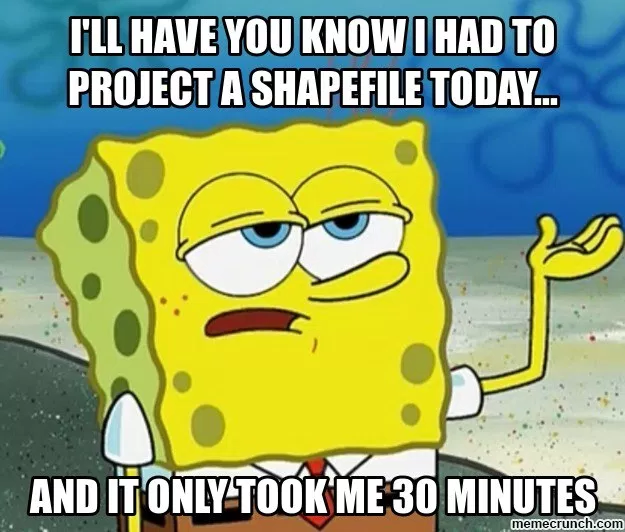 I'LL HAVE YOU KNOW I HAD TO
PROJECT A SHAPEFILE TODAY...
AND IT ONLY TOOK ME 30 MINUTES
memecrunch.com